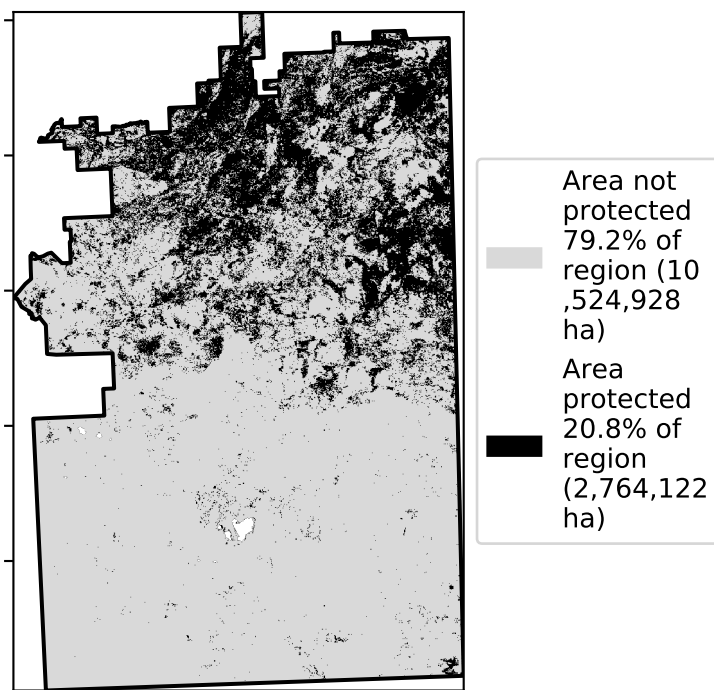 Area not
protected
79.2% of
region (10
,524,928
ha)
Area
protected
20.8% of
region
(2,764,122
ha)